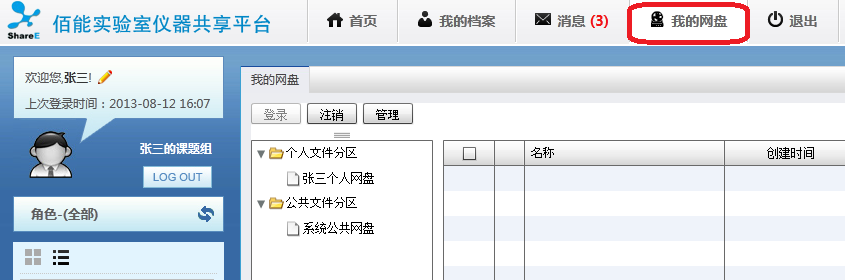 ShareE
佰能实验室仪器共享平台
首页
我的档案
消息 (3)
我的网盘
退出
欢迎您,张三!
上次登录时间：2013-08-12 16:07
张三的课题组
LOG OUT
角色-(全部)
我的网盘
登录
注销
管理
个人文件分区
张三个人网盘
公共文件分区
系统公共网盘
名称
创建时间